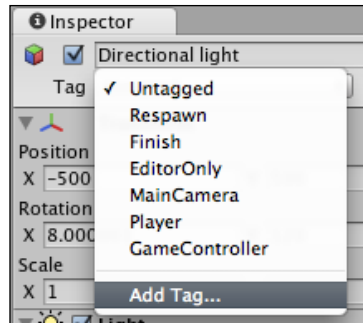 Inspector
Directional light
Tag
✓ Untagged
Respawn
Finish
EditorOnly
MainCamera
Player
GameController
Add Tag...
Position
X -500
Rotation
X 8.000
Scale
X 1
Light